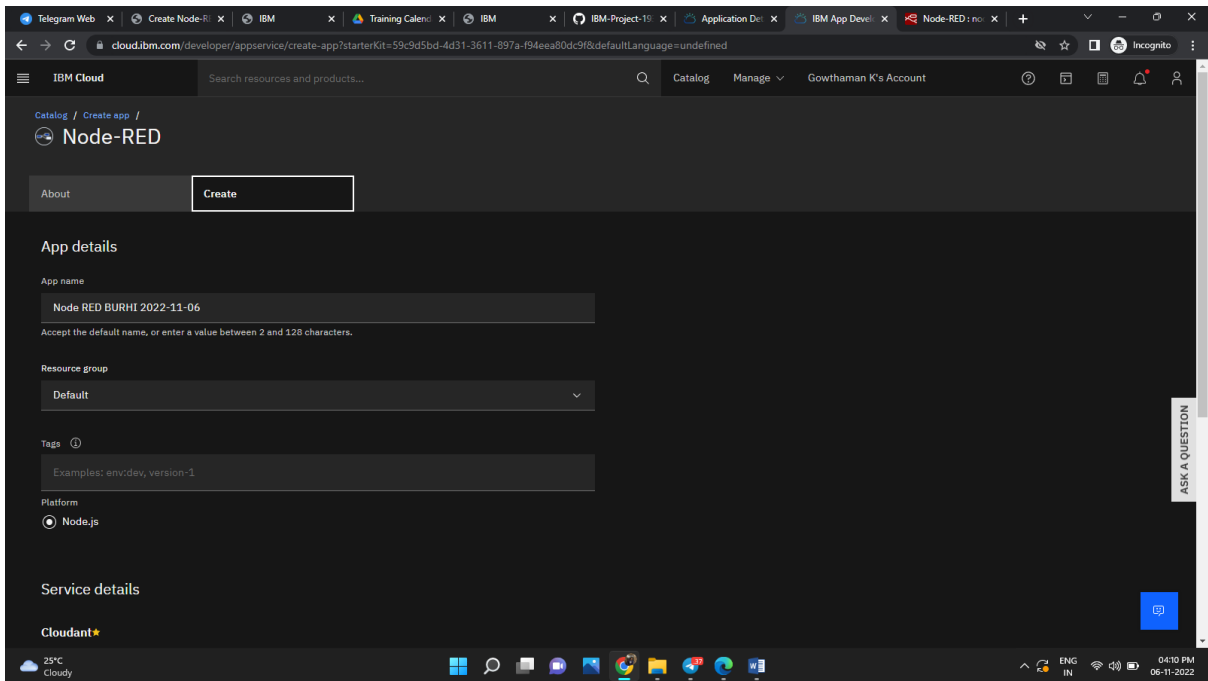 Telegram Web
Create Node-RE
IBM
Training Calend
IBM
IBM-Project-19
Application Det
IBM App Develo
Node-RED : nod
cloud.ibm.com/developer/appservice/create-app?starterKit=59c9d5bd-4d31-3611-897a-f94eea80dc9f&defaultLanguage=undefined
Incognito
IBM Cloud
Search resources and products...
Catalog
Manage
Gowthaman K's Account
Catalog / Create app /
Node-RED
About
Create
App details
App name
Node RED BURHI 2022-11-06
Accept the default name, or enter a value between 2 and 128 characters.
Resource group
Default
Tags
Examples: env:dev, version-1
Platform
Node.js
ASK A QUESTION
Service details
Cloudant
25°C
Cloudy
37
ENG
IN
04:10 PM
06-11-2022